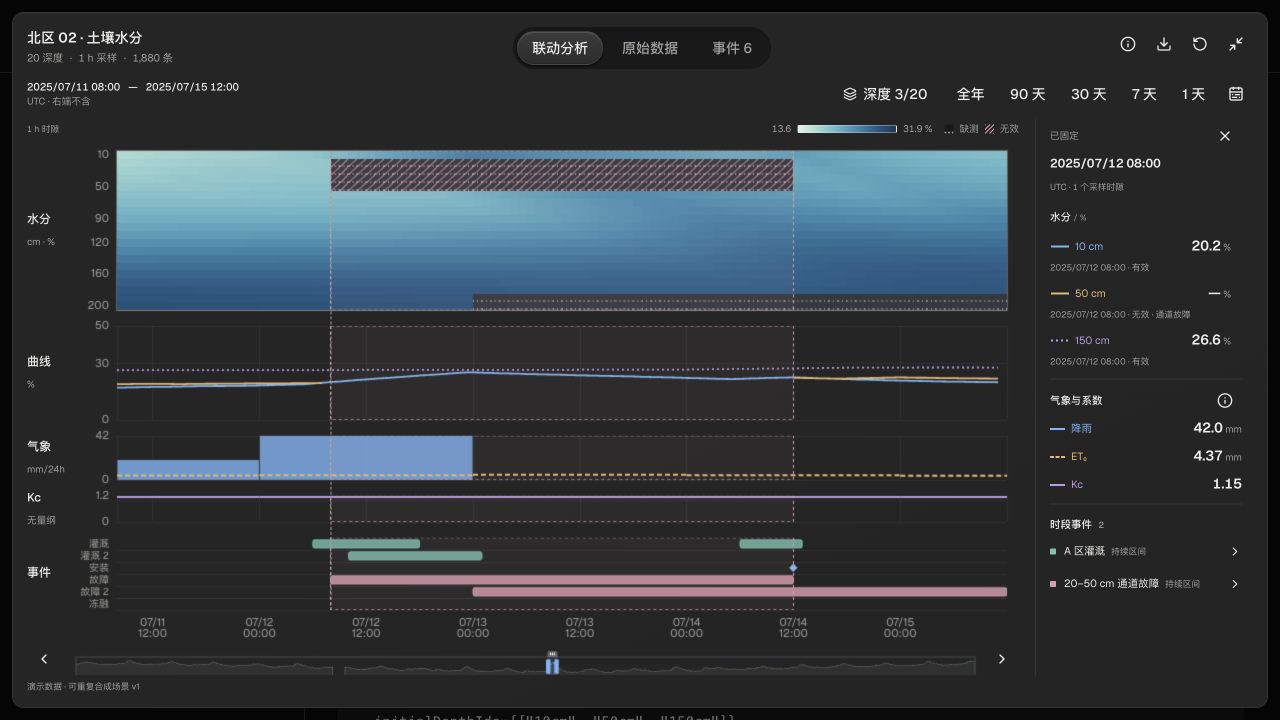 北区 02 · 土壤水分
20 深度 · 1 h 采样 · 1,880 条
联动分析 原始数据 事件 6
2025/07/11 08:00 — 2025/07/15 12:00
UTC · 右端不含
深度 3/20 全年 90 天 30 天 7 天 1 天
1 h 时隙
13.6 31.9 % 缺测 无效
水分
cm · %
10
50
90
120
160
200
曲线
%
50
30
0
气象
mm/24h
42
0
Kc
无量纲
1.2
0
事件
灌溉
灌溉 2
安装
故障
故障 2
冻融
07/11 12:00
07/12 00:00
07/12 12:00
07/13 00:00
07/13 12:00
07/14 00:00
07/14 12:00
07/15 00:00
演示数据 · 可重复合成场景 v1
已固定
2025/07/12 08:00
UTC · 1 个采样时隙
水分 / %
10 cm 20.2 %
2025/07/12 08:00 · 有效
50 cm — %
2025/07/12 08:00 · 无效 · 通道故障
150 cm 26.6 %
2025/07/12 08:00 · 有效
气象与系数
降雨 42.0 mm
ET₀ 4.37 mm
Kc 1.15
时段事件 2
A 区灌溉 持续区间
20–50 cm 通道故障 持续区间